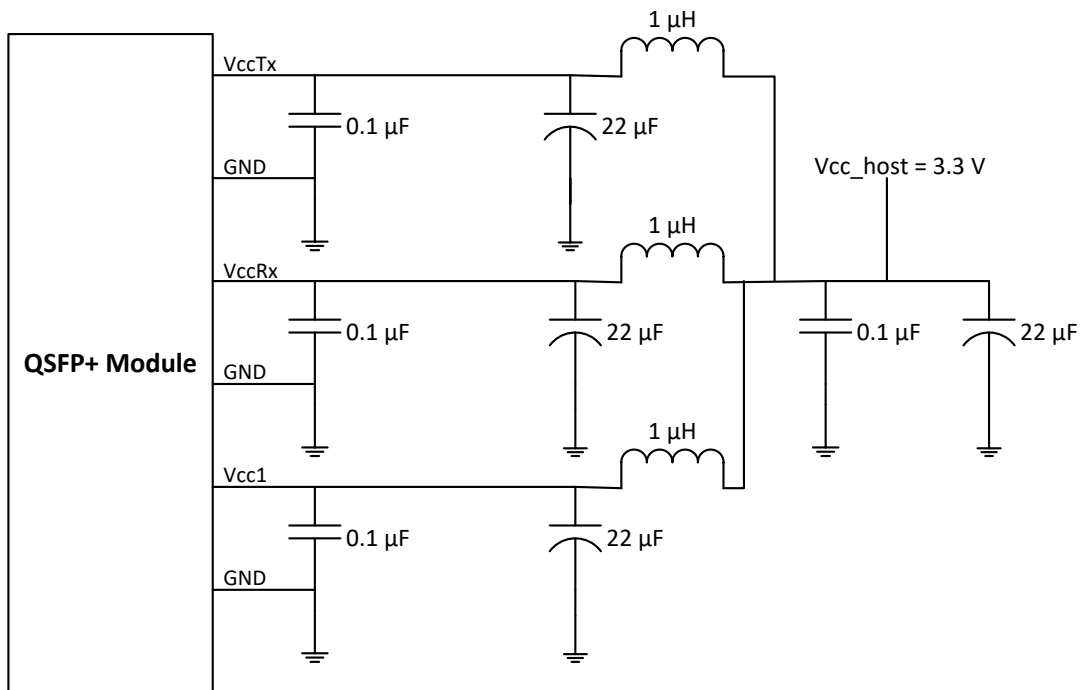 1 µH
VccTx
0.1 µF
22 µF
GND
Vcc_host = 3.3 V
1 µH
VccRx
0.1 µF
22 µF
0.1 µF
22 µF
QSFP+ Module
GND
1 µH
Vcc1
0.1 µF
22 µF
GND